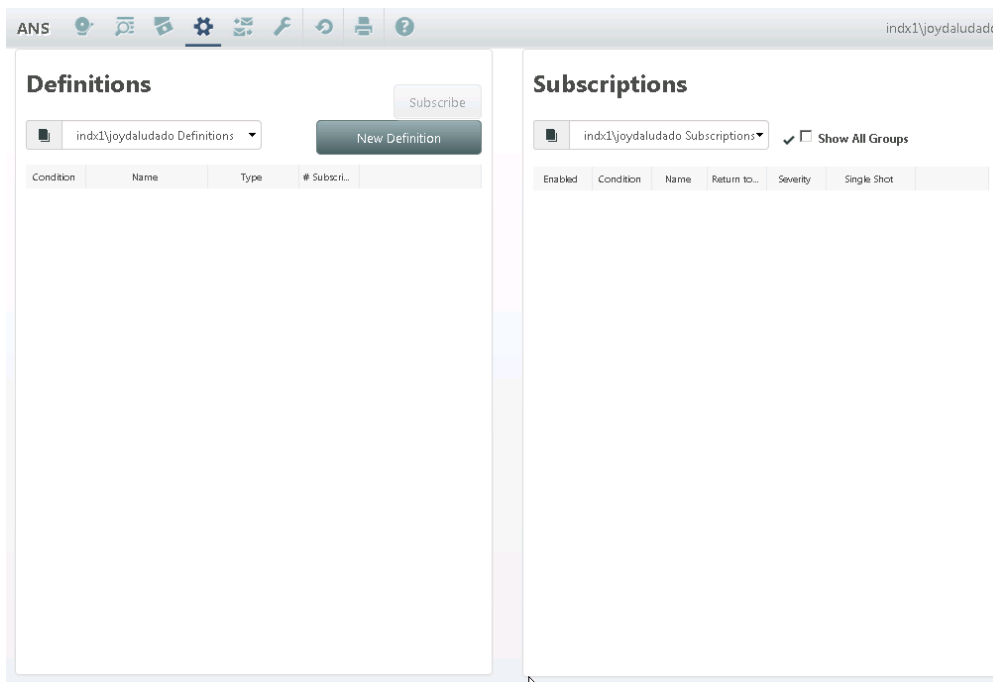 ANS
indx1\joydaludado
Definitions
Subscribe
indx1\joydaludado Definitions
New Definition
Condition Name Type # Subscri...
Subscriptions
indx1\joydaludado Subscriptions
Show All Groups
Enabled Condition Name Return to... Severity Single Shot